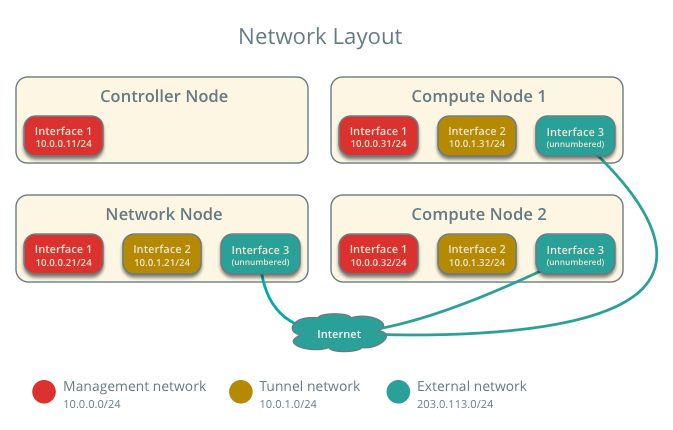 Network Layout
Controller Node
Interface 1
10.0.0.11/24
Compute Node 1
Interface 1
10.0.0.31/24
Interface 2
10.0.1.31/24
Interface 3
(unnumbered)
Network Node
Interface 1
10.0.0.21/24
Interface 2
10.0.1.21/24
Interface 3
(unnumbered)
Compute Node 2
Interface 1
10.0.0.32/24
Interface 2
10.0.1.32/24
Interface 3
(unnumbered)
Internet
Management network
10.0.0.0/24
Tunnel network
10.0.1.0/24
External network
203.0.113.0/24